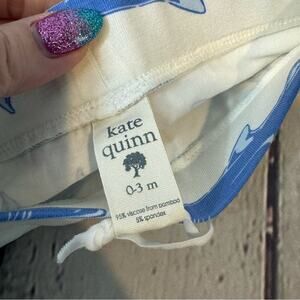 kate
quinn
0-3 m
95% viscose from bamboo
5% spandex